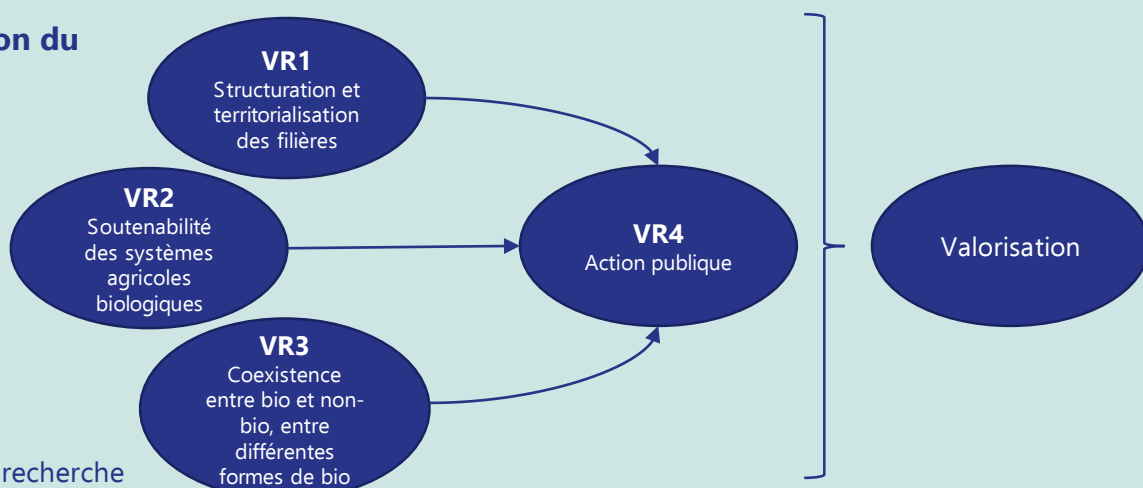 on du
VR1
Structuration et
territorialisation
des filières
VR2
Soutenabilité
des systèmes
agricoles
biologiques
VR3
Coexistence
entre bio et non-
bio, entre
différentes
formes de bio
VR4
Action publique
Valorisation
recherche